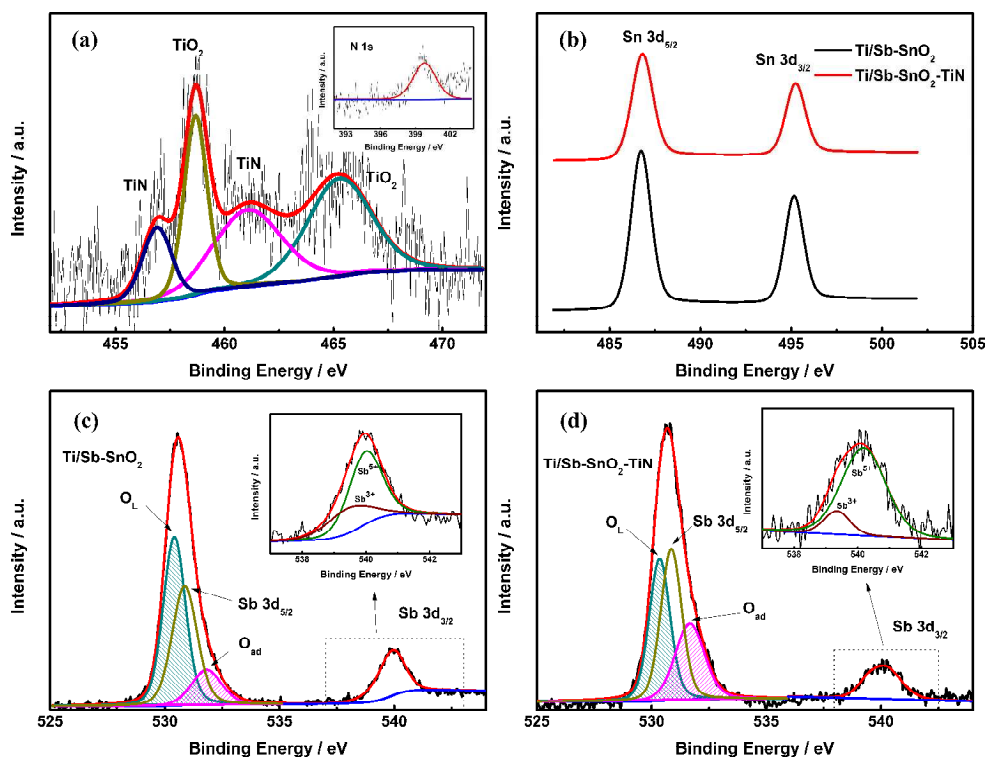 (a)
TiO2
TiN
TiN
TiO2
N 1s
Intensity / a.u.
393 396 399 402
Binding Energy / eV
Intensity / a.u.
455 460 465 470
Binding Energy / eV
(b)
Sn 3d5/2
Sn 3d3/2
Ti/Sb-SnO2
Ti/Sb-SnO2-TiN
Intensity / a.u.
485 490 495 500 505
Binding Energy / eV
(c)
Ti/Sb-SnO2
OL
Sb 3d5/2
Oad
Sb 3d3/2
Intensity / a.u.
Sb5+
Sb3+
538 540 542
Binding Energy / eV
Intensity / a.u.
525 530 535 540
Binding Energy / eV
(d)
Ti/Sb-SnO2-TiN
OL
Sb 3d5/2
Oad
Sb 3d3/2
Intensity / a.u.
Sb5+
Sb3+
538 540 542
Binding Energy / eV
Intensity / a.u.
525 530 535 540
Binding Energy / eV